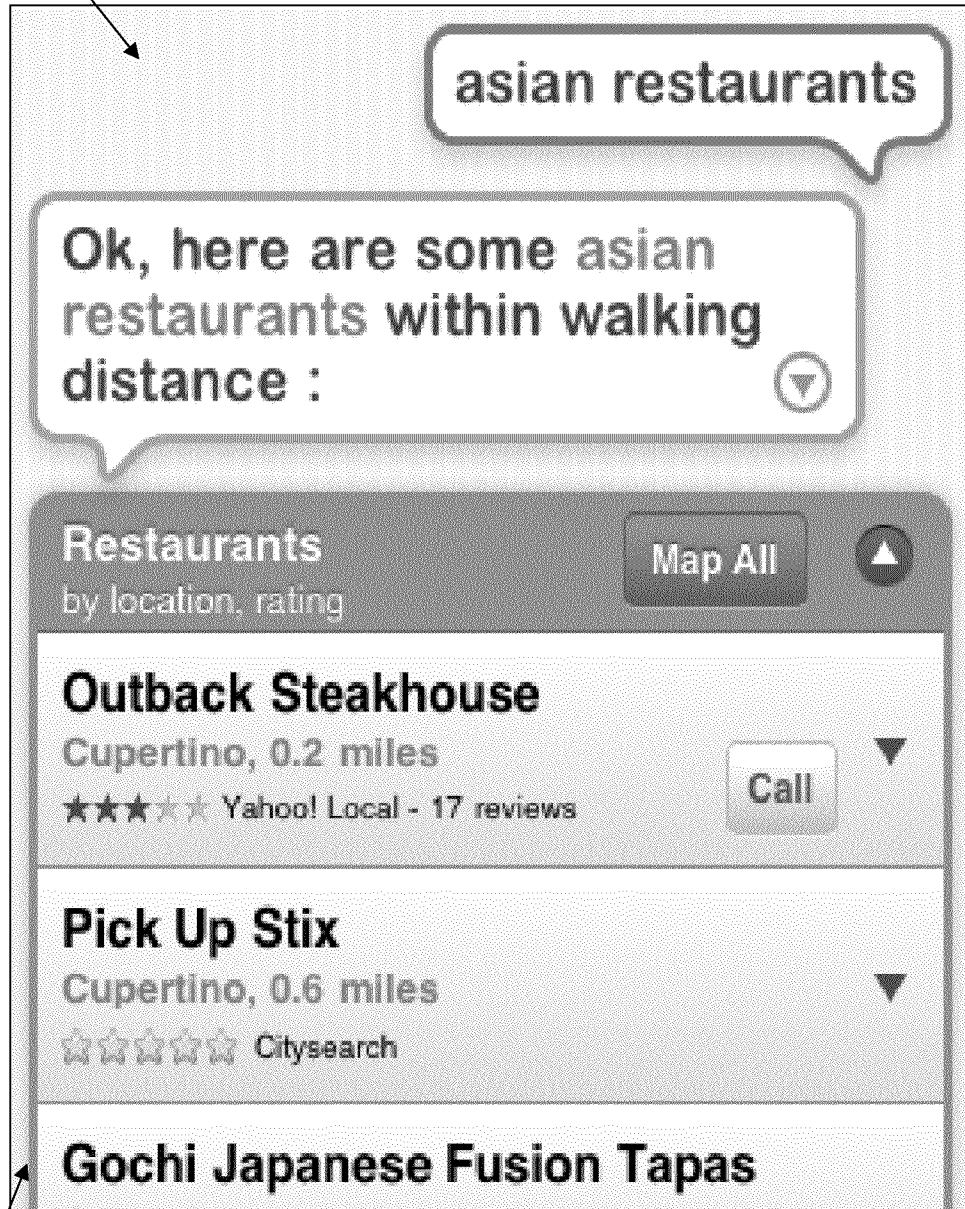 asian restaurants
Ok, here are some asian
restaurants within walking
distance :
Restaurants
Map All
by location, rating
Outback Steakhouse
Cupertino, 0.2 miles
Call
Yahoo! Local - 17 reviews
Pick Up Stix
Cupertino, 0.6 miles
Citysearch
Gochi Japanese Fusion Tapas